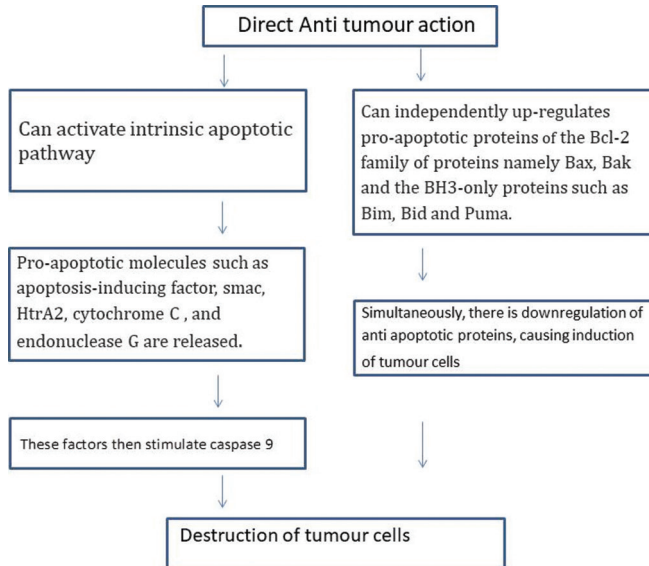 Direct Anti tumour action
Can activate intrinsic apoptotic
pathway
Pro-apoptotic molecules such as
apoptosis-inducing factor, smac,
HtrA2, cytochrome C , and
endonuclease G are released.
These factors then stimulate caspase 9
Can independently up-regulates
pro-apoptotic proteins of the Bcl-2
family of proteins namely Bax, Bak
and the BH3-only proteins such as
Bim, Bid and Puma.
Simultaneously, there is downregulation of
anti apoptotic proteins, causing induction
of tumour cells
Destruction of tumour cells